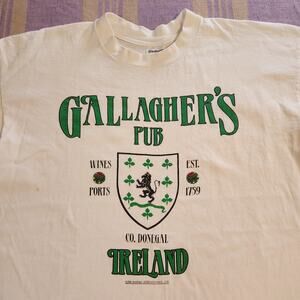 GALLAGHER'S
PUB
WINES EST.
PORTS 1759
CO. DONEGAL
IRELAND